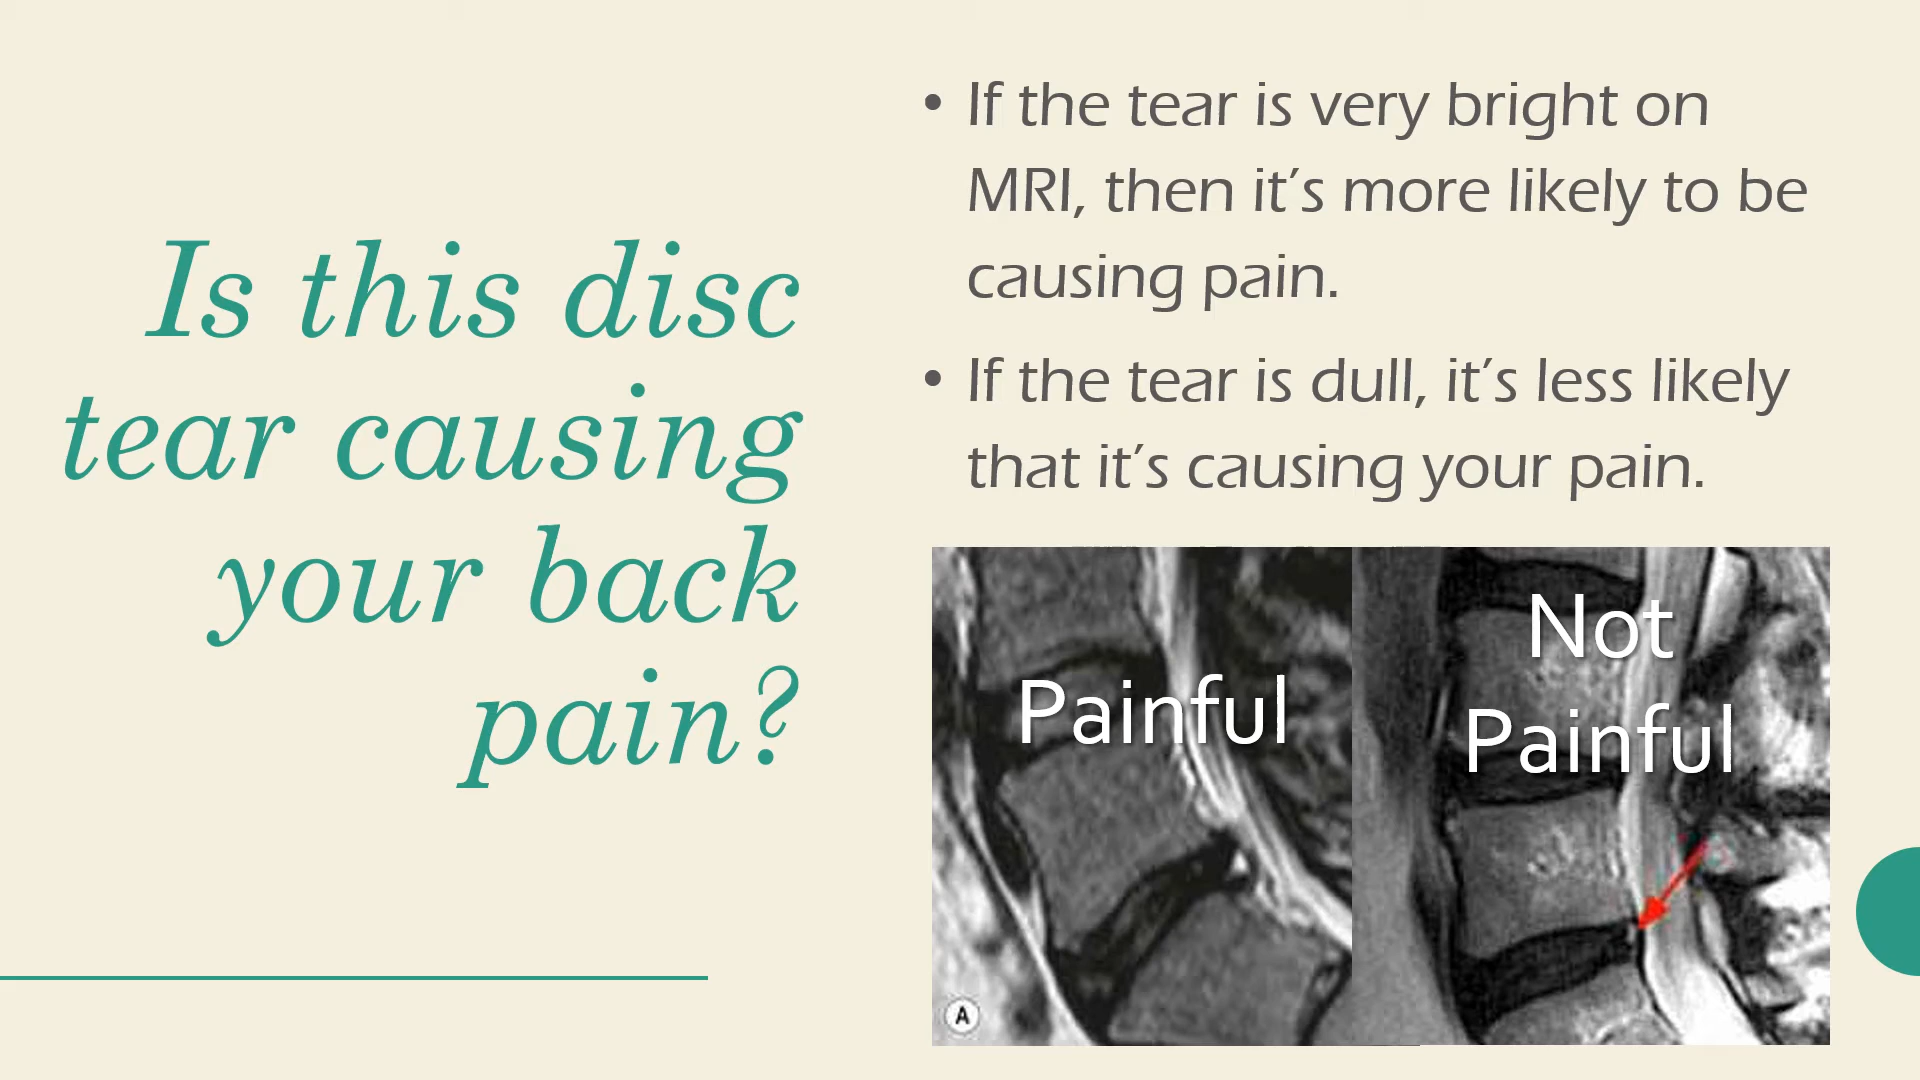 Is this disc
tear causing
your back
pain?
• If the tear is very bright on
MRI, then it’s more likely to be
causing pain.
• If the tear is dull, it’s less likely
that it’s causing your pain.
Painful
Not
Painful
A